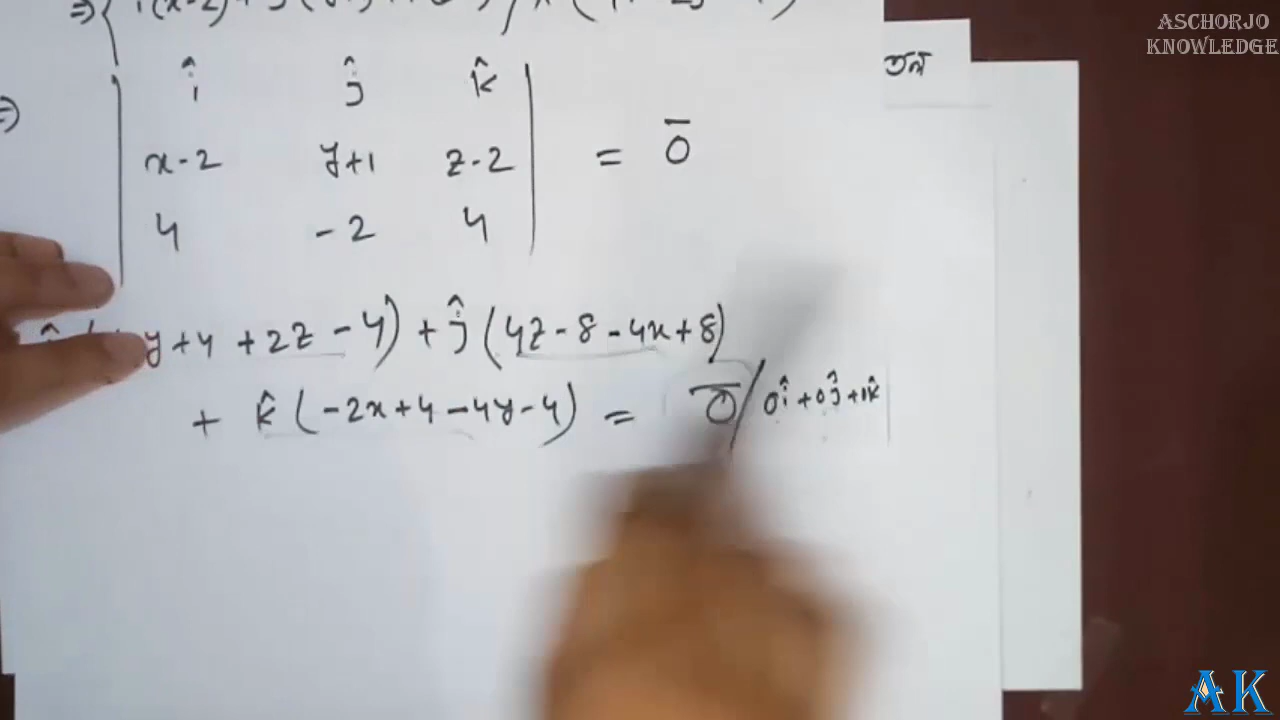 ASCHORJO
KNOWLEDGE
î ĵ k̂
x-2 y+1 z-2 = 0̅
4 -2 4
y+4+2z-4) + ĵ(4z-8-4x+8)
+ k̂(-2x+4-4y-4) = 0̅/0î+0ĵ+0k̂
AK